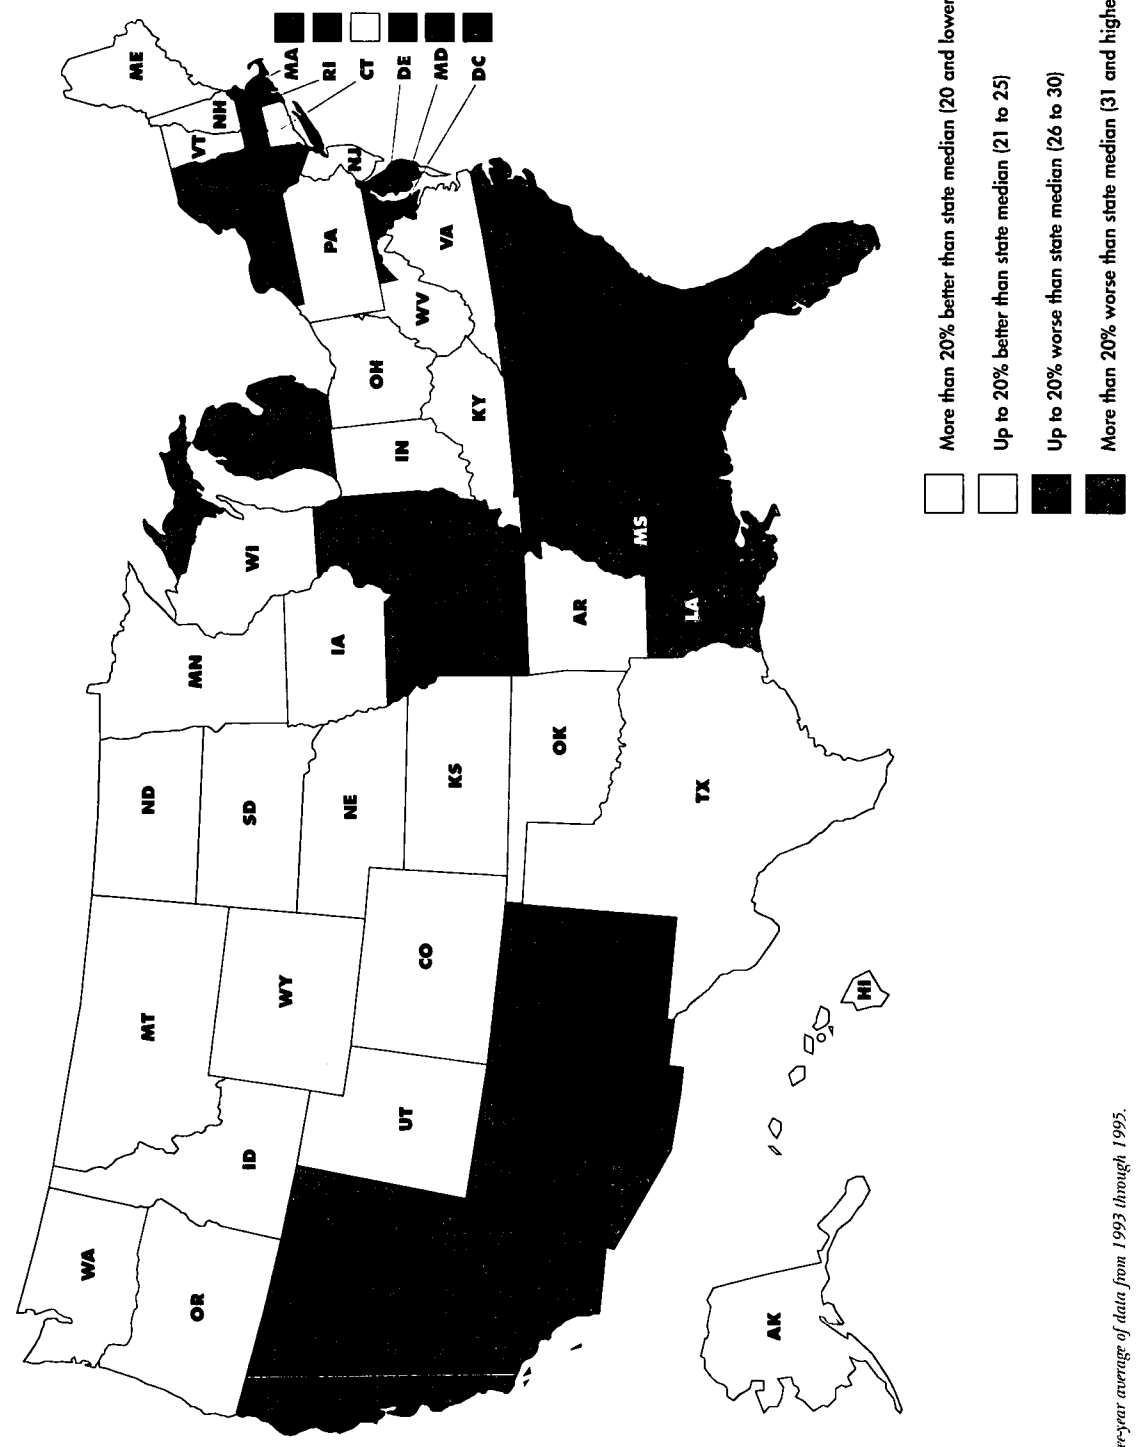 WA
MT
ND
MN
ME
VT
NH
OR
ID
WY
SD
WI
MA
RI
CT
DE
MD
DC
NE
IA
PA
NJ
UT
CO
KS
IN
OH
WV
VA
KY
OK
AR
TX
LA
MS
AK
HI
More than 20% better than state median (20 and lower
Up to 20% better than state median (21 to 25)
Up to 20% worse than state median (26 to 30)
More than 20% worse than state median (31 and highe
average of data from 1993 through 1995.